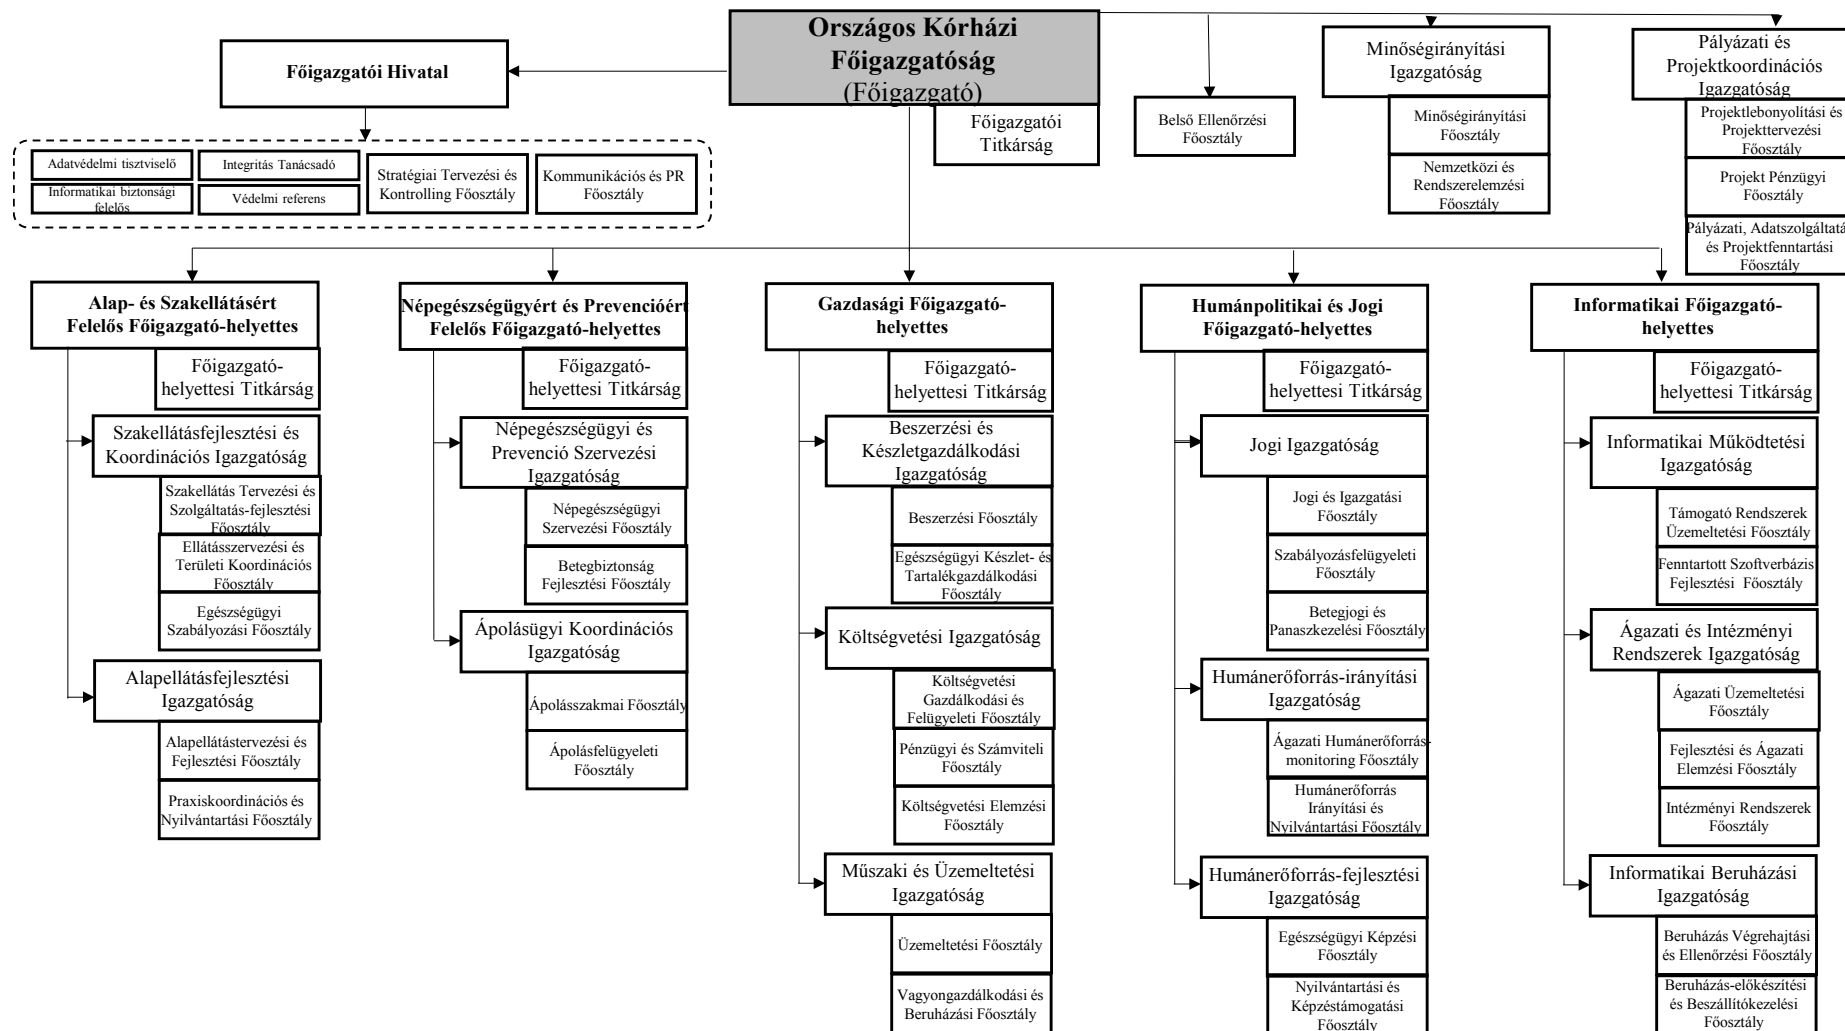 Országos Kórházi
Főigazgatóság
(Főigazgató)
Főigazgatói
Titkárság
Főigazgatói Hivatal
Adatvédelmi tisztviselő
Informatikai biztonsági
felelős
Integritás Tanácsadó
Védelmi referens
Stratégiai Tervezési és
Kontrolling Főosztály
Kommunikációs és PR
Főosztály
Belső Ellenőrzési
Főosztály
Minőségirányítási
Igazgatóság
Minőségirányítási
Főosztály
Nemzetközi és
Rendszerelemzési
Főosztály
Pályázati és
Projektkoordinációs
Igazgatóság
Projektlebonyolítási és
Projekttervezési
Főosztály
Projekt Pénzügyi
Főosztály
Pályázati, Adatszolgáltatá
és Projektfenntartási
Főosztály
Alap- és Szakellátásért
Felelős Főigazgató-helyettes
Főigazgató-
helyettesi Titkárság
Szakellátásfejlesztési és
Koordinációs Igazgatóság
Szakellátás Tervezési és
Szolgáltatás-fejlesztési
Főosztály
Ellátásszervezési és
Területi Koordinációs
Főosztály
Egészségügyi
Szabályozási Főosztály
Alapellátásfejlesztési
Igazgatóság
Alapellátástervezési és
Fejlesztési Főosztály
Praxiskoordinációs és
Nyilvántartási Főosztály
Népegészségügyért és Prevencióért
Felelős Főigazgató-helyettes
Főigazgató-
helyettesi Titkárság
Népegészségügyi és
Prevenció Szervezési
Igazgatóság
Népegészségügyi
Szervezési Főosztály
Betegbiztonság
Fejlesztési Főosztály
Ápolásügyi Koordinációs
Igazgatóság
Ápolásszakmai Főosztály
Ápolásfelügyeleti
Főosztály
Gazdasági Főigazgató-
helyettes
Főigazgató-
helyettesi Titkárság
Beszerzési és
Készletgazdálkodási
Igazgatóság
Beszerzési Főosztály
Egészségügyi Készlet- és
Tartalékgazdálkodási
Főosztály
Költségvetési Igazgatóság
Költségvetési
Gazdálkodási és
Felügyeleti Főosztály
Pénzügyi és Számviteli
Főosztály
Költségvetési Elemzési
Főosztály
Műszaki és Üzemeltetési
Igazgatóság
Üzemeltetési Főosztály
Vagyongazdálkodási és
Beruházási Főosztály
Humánpolitikai és Jogi
Főigazgató-helyettes
Főigazgató-
helyettesi Titkárság
Jogi Igazgatóság
Jogi és Igazgatási
Főosztály
Szabályozásfelügyeleti
Főosztály
Betegjogi és
Panaszkezelési Főosztály
Humánerőforrás-irányítási
Igazgatóság
Ágazati Humánerőforrás-
monitoring Főosztály
Humánerőforrás
Irányítási és
Nyilvántartási Főosztály
Humánerőforrás-fejlesztési
Igazgatóság
Egészségügyi Képzési
Főosztály
Nyilvántartási és
Képzéstámogatási
Főosztály
Informatikai Főigazgató-
helyettes
Főigazgató-
helyettesi Titkárság
Informatikai Működtetési
Igazgatóság
Támogató Rendszerek
Üzemeltetési Főosztály
Fenntartott Szoftverbázis
Fejlesztési Főosztály
Ágazati és Intézményi
Rendszerek Igazgatóság
Ágazati Üzemeltetési
Főosztály
Fejlesztési és Ágazati
Elemzési Főosztály
Intézményi Rendszerek
Főosztály
Informatikai Beruházási
Igazgatóság
Beruházás Végrehajtási
és Ellenőrzési Főosztály
Beruházás-előkészítési
és Beszállítókezelési
Főosztály